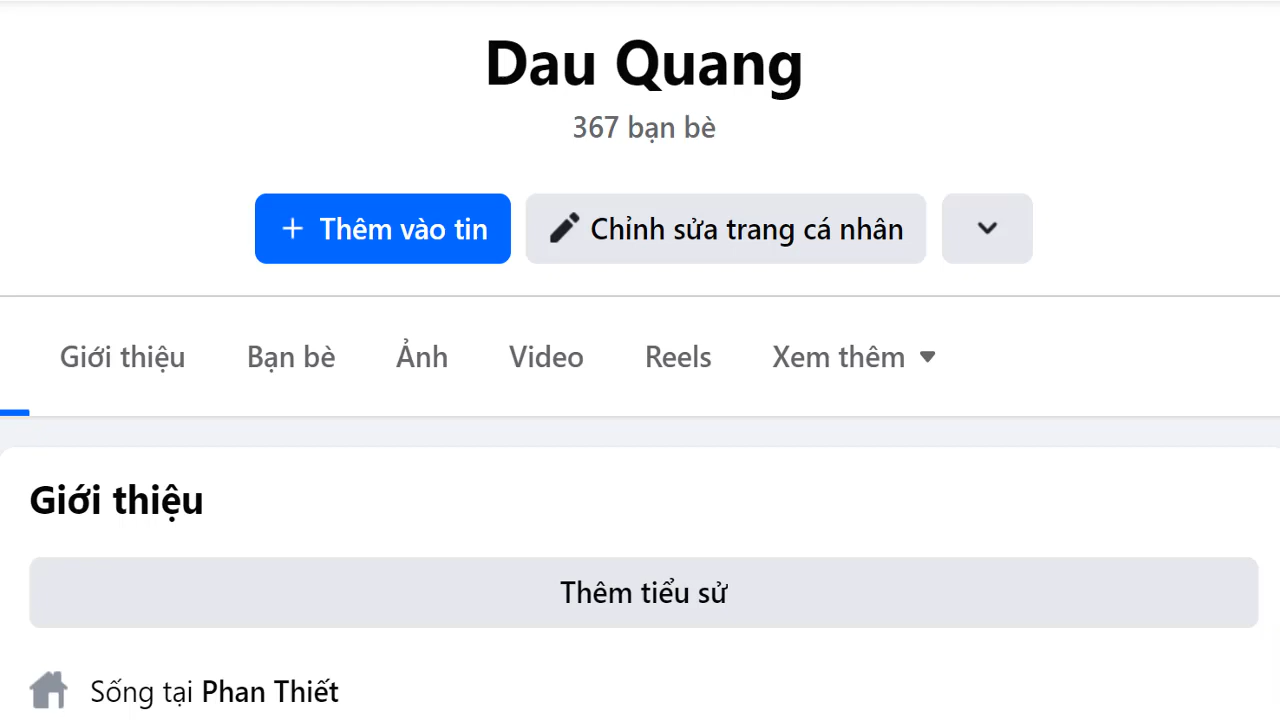 Dau Quang
367 bạn bè
+ Thêm vào tin
Chỉnh sửa trang cá nhân
Giới thiệu
Bạn bè
Ảnh
Video
Reels
Xem thêm
Giới thiệu
Thêm tiểu sử
Sống tại Phan Thiết